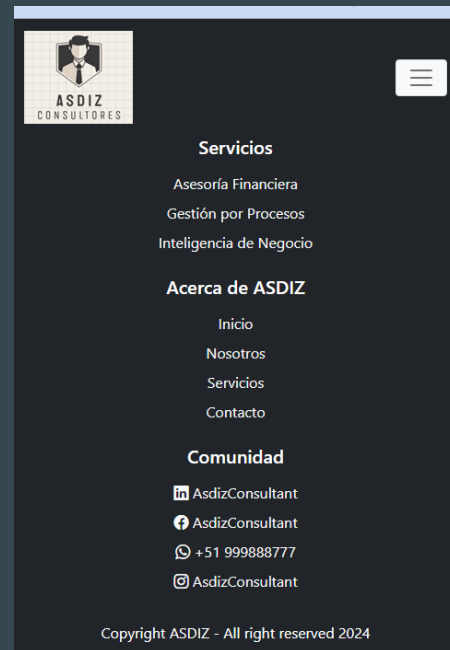 ASDIZ
CONSULTORES
Servicios
Asesoría Financiera
Gestión por Procesos
Inteligencia de Negocio
Acerca de ASDIZ
Inicio
Nosotros
Servicios
Contacto
Comunidad
in AsdizConsultant
AsdizConsultant
+51 999888777
AsdizConsultant
Copyright ASDIZ - All right reserved 2024